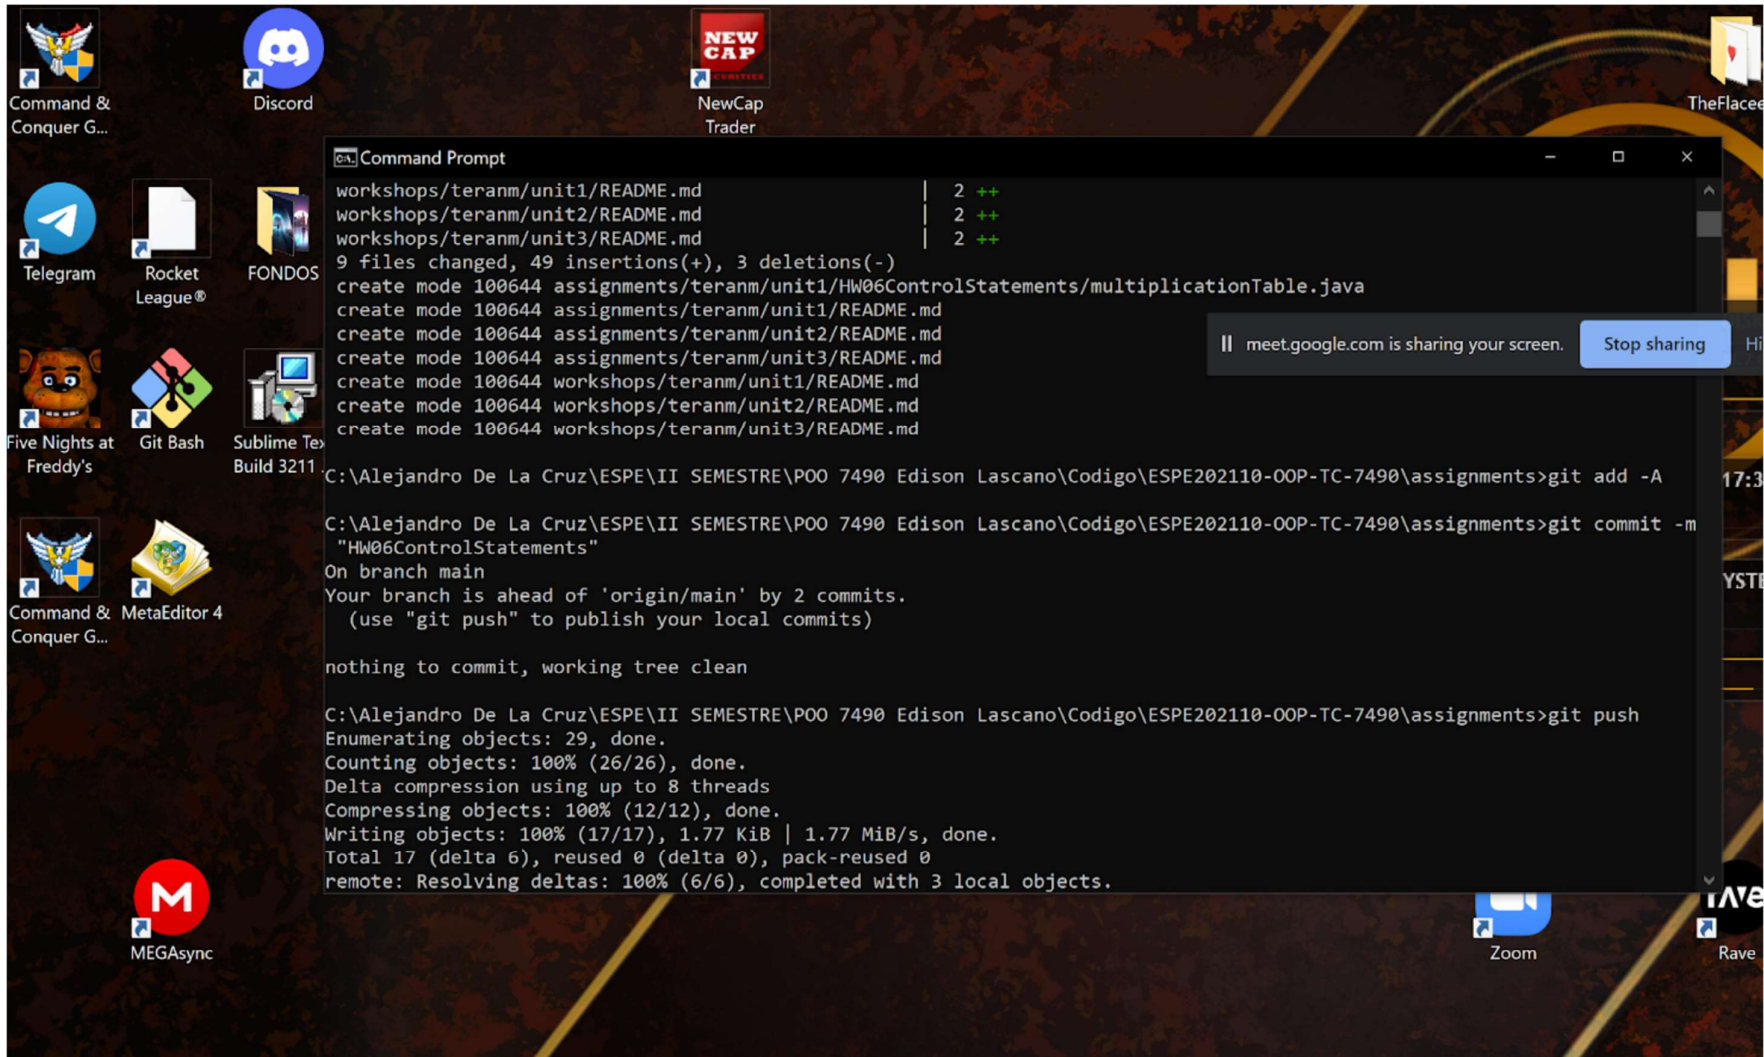 Command &
Conquer G...
Discord
NEW
CAP
NewCap
Trader
TheFlacee
Telegram
Rocket
League®
FONDOS
Five Nights at
Freddy's
Git Bash
Sublime Tex
Build 3211
Command &
Conquer G...
MetaEditor 4
M
MEGAsync
Command Prompt
workshops/teranm/unit1/README.md | 2 ++
workshops/teranm/unit2/README.md | 2 ++
workshops/teranm/unit3/README.md | 2 ++
9 files changed, 49 insertions(+), 3 deletions(-)
create mode 100644 assignments/teranm/unit1/HW06ControlStatements/multiplicationTable.java
create mode 100644 assignments/teranm/unit1/README.md
create mode 100644 assignments/teranm/unit2/README.md
create mode 100644 assignments/teranm/unit3/README.md
create mode 100644 workshops/teranm/unit1/README.md
create mode 100644 workshops/teranm/unit2/README.md
create mode 100644 workshops/teranm/unit3/README.md
C:\Alejandro De La Cruz\ESPE\II SEMESTRE\POO 7490 Edison Lascano\Codigo\ESPE202110-OOP-TC-7490\assignments>git add -A
C:\Alejandro De La Cruz\ESPE\II SEMESTRE\POO 7490 Edison Lascano\Codigo\ESPE202110-OOP-TC-7490\assignments>git commit -m
"HW06ControlStatements"
On branch main
Your branch is ahead of 'origin/main' by 2 commits.
(use "git push" to publish your local commits)
nothing to commit, working tree clean
C:\Alejandro De La Cruz\ESPE\II SEMESTRE\POO 7490 Edison Lascano\Codigo\ESPE202110-OOP-TC-7490\assignments>git push
Enumerating objects: 29, done.
Counting objects: 100% (26/26), done.
Delta compression using up to 8 threads
Compressing objects: 100% (12/12), done.
Writing objects: 100% (17/17), 1.77 KiB | 1.77 MiB/s, done.
Total 17 (delta 6), reused 0 (delta 0), pack-reused 0
remote: Resolving deltas: 100% (6/6), completed with 3 local objects.
meet.google.com is sharing your screen.
Stop sharing
Hi
17:3
YSTE
Zoom
Rave